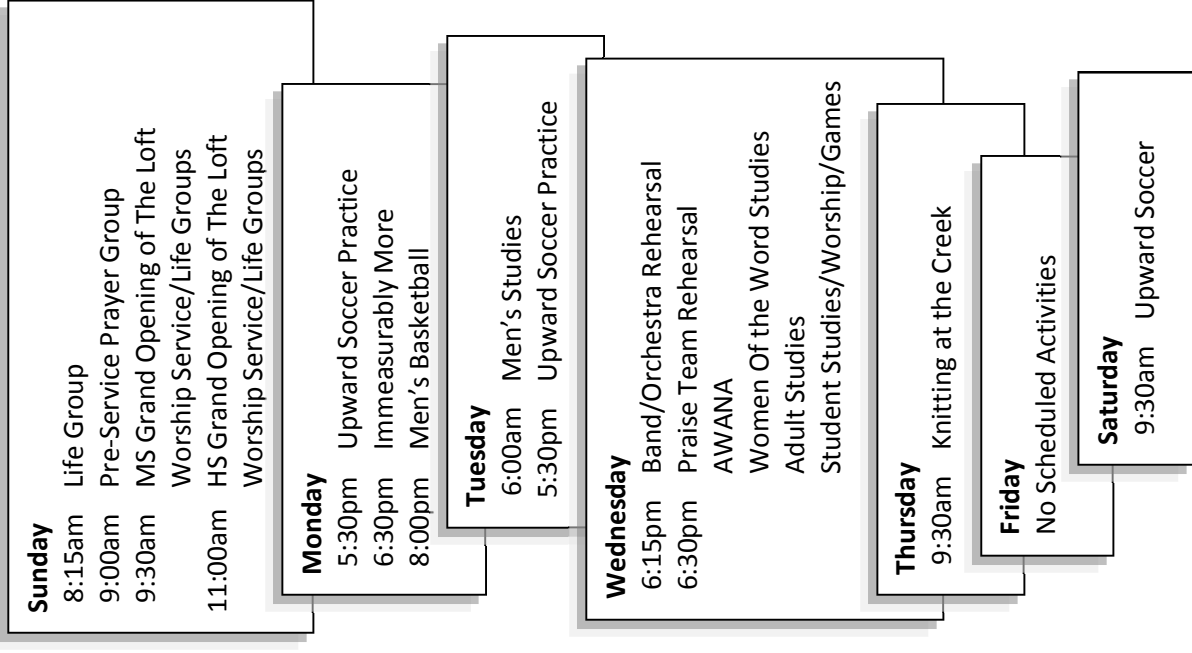 Sunday
8:15am Life Group
9:00am Pre-Service Prayer Group
9:30am MS Grand Opening of The Loft
Worship Service/Life Groups
11:00am HS Grand Opening of The Loft
Worship Service/Life Groups
Monday
5:30pm Upward Soccer Practice
6:30pm Immeasurably More
8:00pm Men’s Basketball
Tuesday
6:00am Men’s Studies
5:30pm Upward Soccer Practice
Wednesday
6:15pm Band/Orchestra Rehearsal
6:30pm Praise Team Rehearsal
AWANA
Women Of the Word Studies
Adult Studies
Student Studies/Worship/Games
Thursday
9:30am Knitting at the Creek
Friday
No Scheduled Activities
Saturday
9:30am Upward Soccer